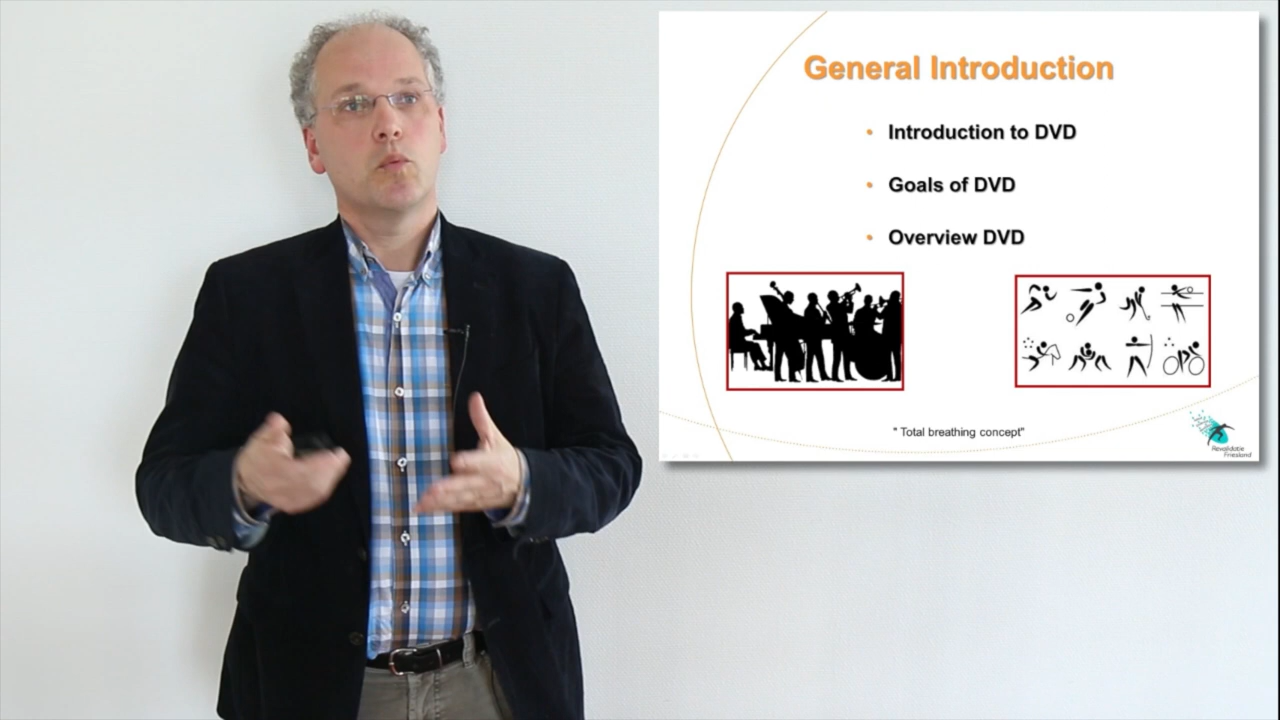 General Introduction
• Introduction to DVD
• Goals of DVD
• Overview DVD
" Total breathing concept"
Revalidatie
Friesland